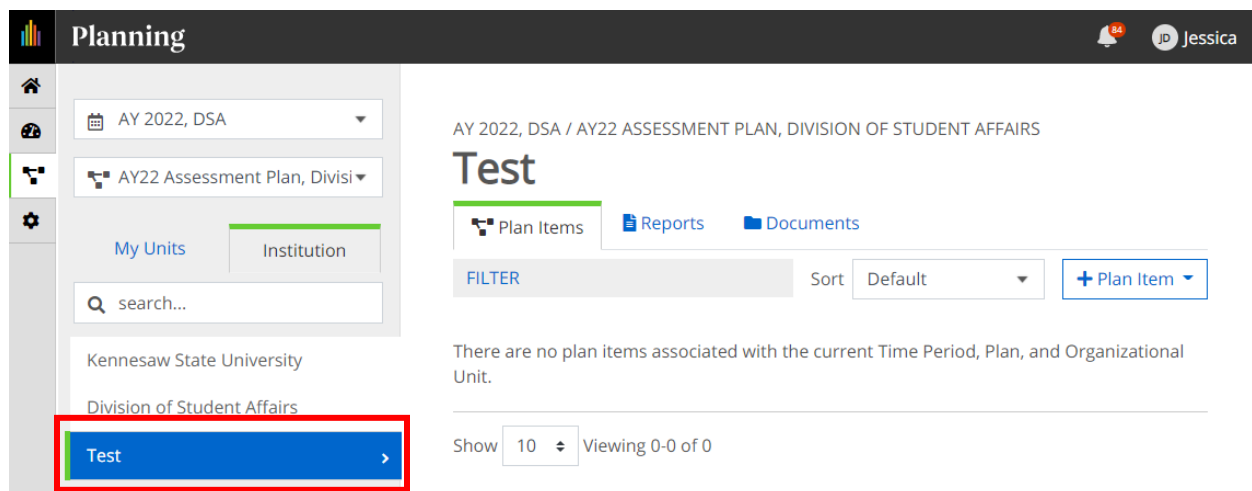 Planning
84
JD Jessica
AY 2022, DSA
AY22 Assessment Plan, Divisi
My Units
Institution
search...
Kennesaw State University
Division of Student Affairs
Test
AY 2022, DSA / AY22 ASSESSMENT PLAN, DIVISION OF STUDENT AFFAIRS
Test
Plan Items Reports Documents
FILTER Sort Default + Plan Item
There are no plan items associated with the current Time Period, Plan, and Organizational
Unit.
Show 10 Viewing 0-0 of 0